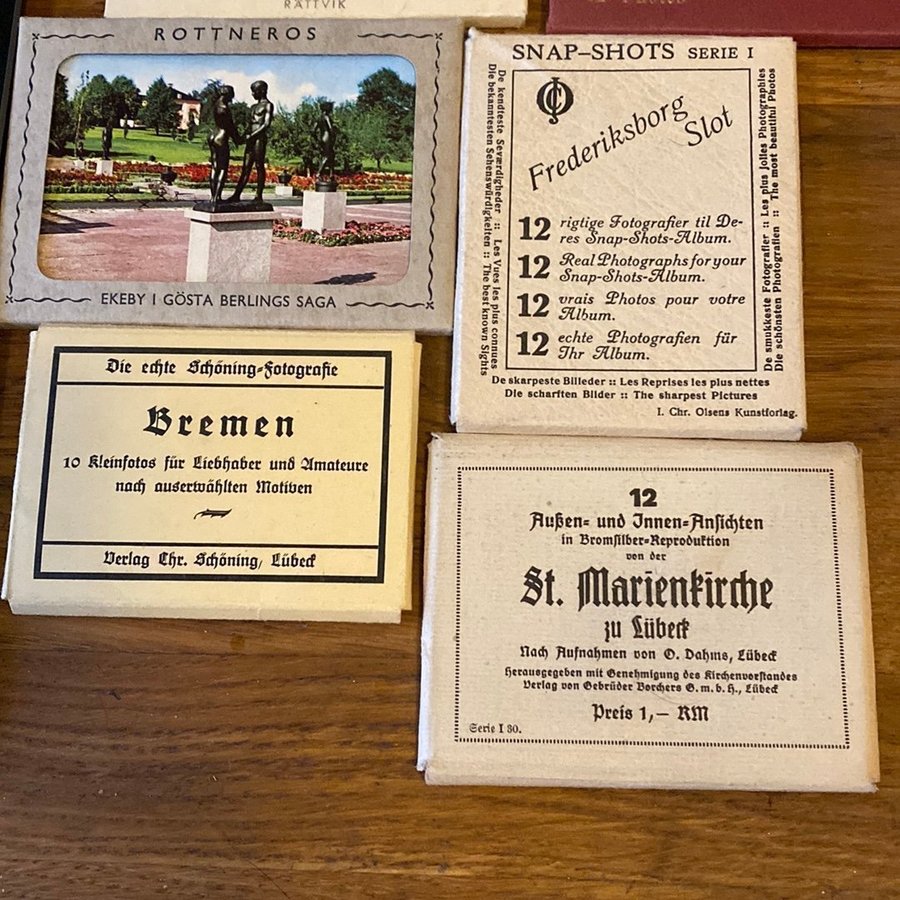 RÄTTVIK
ROTTNEROS
EKEBY I GÖSTA BERLINGS SAGA
SNAP-SHOTS SERIE I
De kendteste Seværdigheder :: Les Vues les plus connues
Die bekanntesten Sehenswürdigkeiten :: The best known Sights
Frederiksborg
Slot
12 rigtige Fotografier til De-
res Snap-Shots-Album.
12 Real Photographs for your
Snap-Shots-Album.
12 vrais Photos pour votre
Album.
12 echte Photografien für
Ihr Album.
De smukkeste Fotografier :: Les plus jolies Photographies
Die schönsten Photografien :: The most beautiful Photos
De skarpeste Billeder :: Les Reprises les plus nettes
Die scharften Bilder :: The sharpest Pictures
I. Chr. Olsens Kunstforlag.
Die echte Schöning-Fotografie
Bremen
10 Kleinfotos für Liebhaber und Amateure
nach auserwählten Motiven
Verlag Chr. Schöning, Lübeck
12
Außen- und Innen-Ansichten
in Bromsilber-Reproduktion
von der
St. Marienkirche
zu Lübeck
Nach Aufnahmen von O. Dahms, Lübeck
Herausgegeben mit Genehmigung des Kirchenvorstandes
Verlag von Gebrüder Borchers G. m. b. H., Lübeck
Preis 1,— RM
Serie I 30.